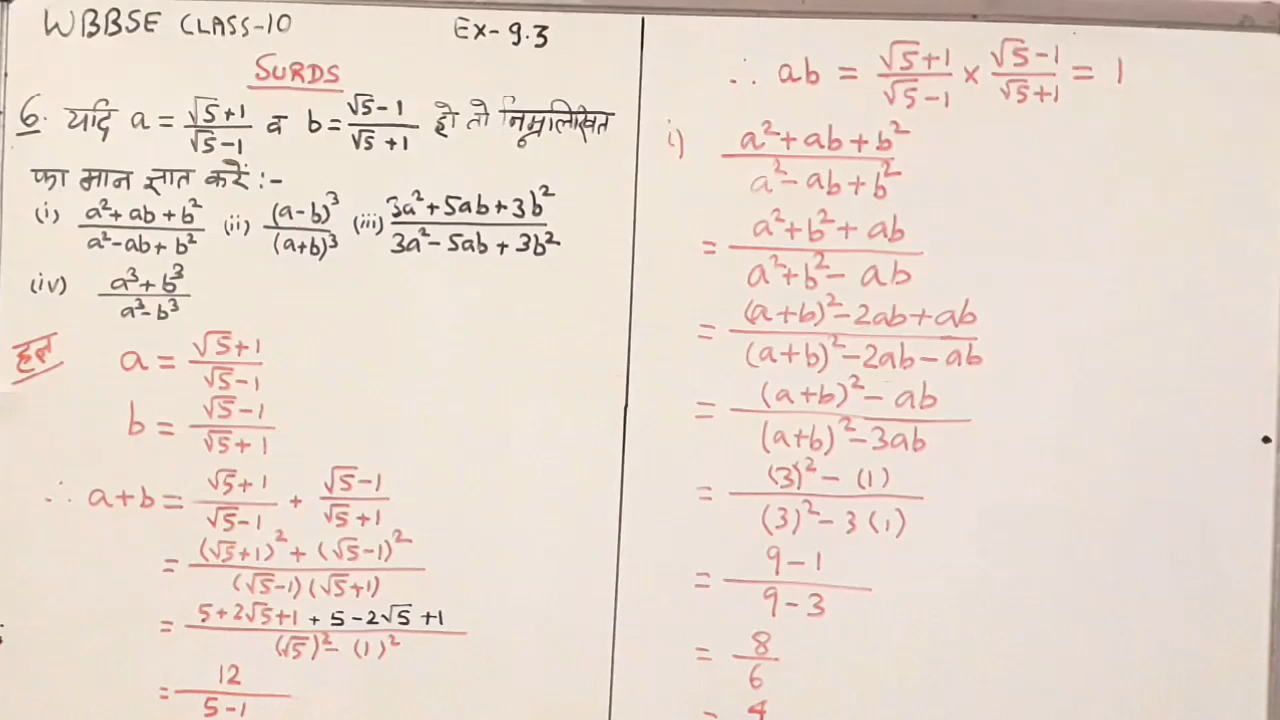 WBBSE CLASS-10 EX-9.3
SURDS
6. यदि a = (√5+1)/(√5-1) व b = (√5-1)/(√5+1) हो तो निम्नलिखित
का मान ज्ञात करें :-
(i) (a²+ab+b²)/(a²-ab+b²) (ii) (a-b)³/(a+b)³ (iii) (3a²+5ab+3b²)/(3a²-5ab+3b²)
(iv) (a³+b³)/(a³-b³)
हल a = (√5+1)/(√5-1)
b = (√5-1)/(√5+1)
∴ a+b = (√5+1)/(√5-1) + (√5-1)/(√5+1)
= ((√5+1)²+(√5-1)²)/((√5-1)(√5+1))
= (5+2√5+1+5-2√5+1)/((√5)²-(1)²)
= 12/(5-1)
∴ ab = (√5+1)/(√5-1) × (√5-1)/(√5+1) = 1
i) (a²+ab+b²)/(a²-ab+b²)
= (a²+b²+ab)/(a²+b²-ab)
= ((a+b)²-2ab+ab)/((a+b)²-2ab-ab)
= ((a+b)²-ab)/((a+b)²-3ab)
= ((3)²-(1))/((3)²-3(1))
= (9-1)/(9-3)
= 8/6
= 4